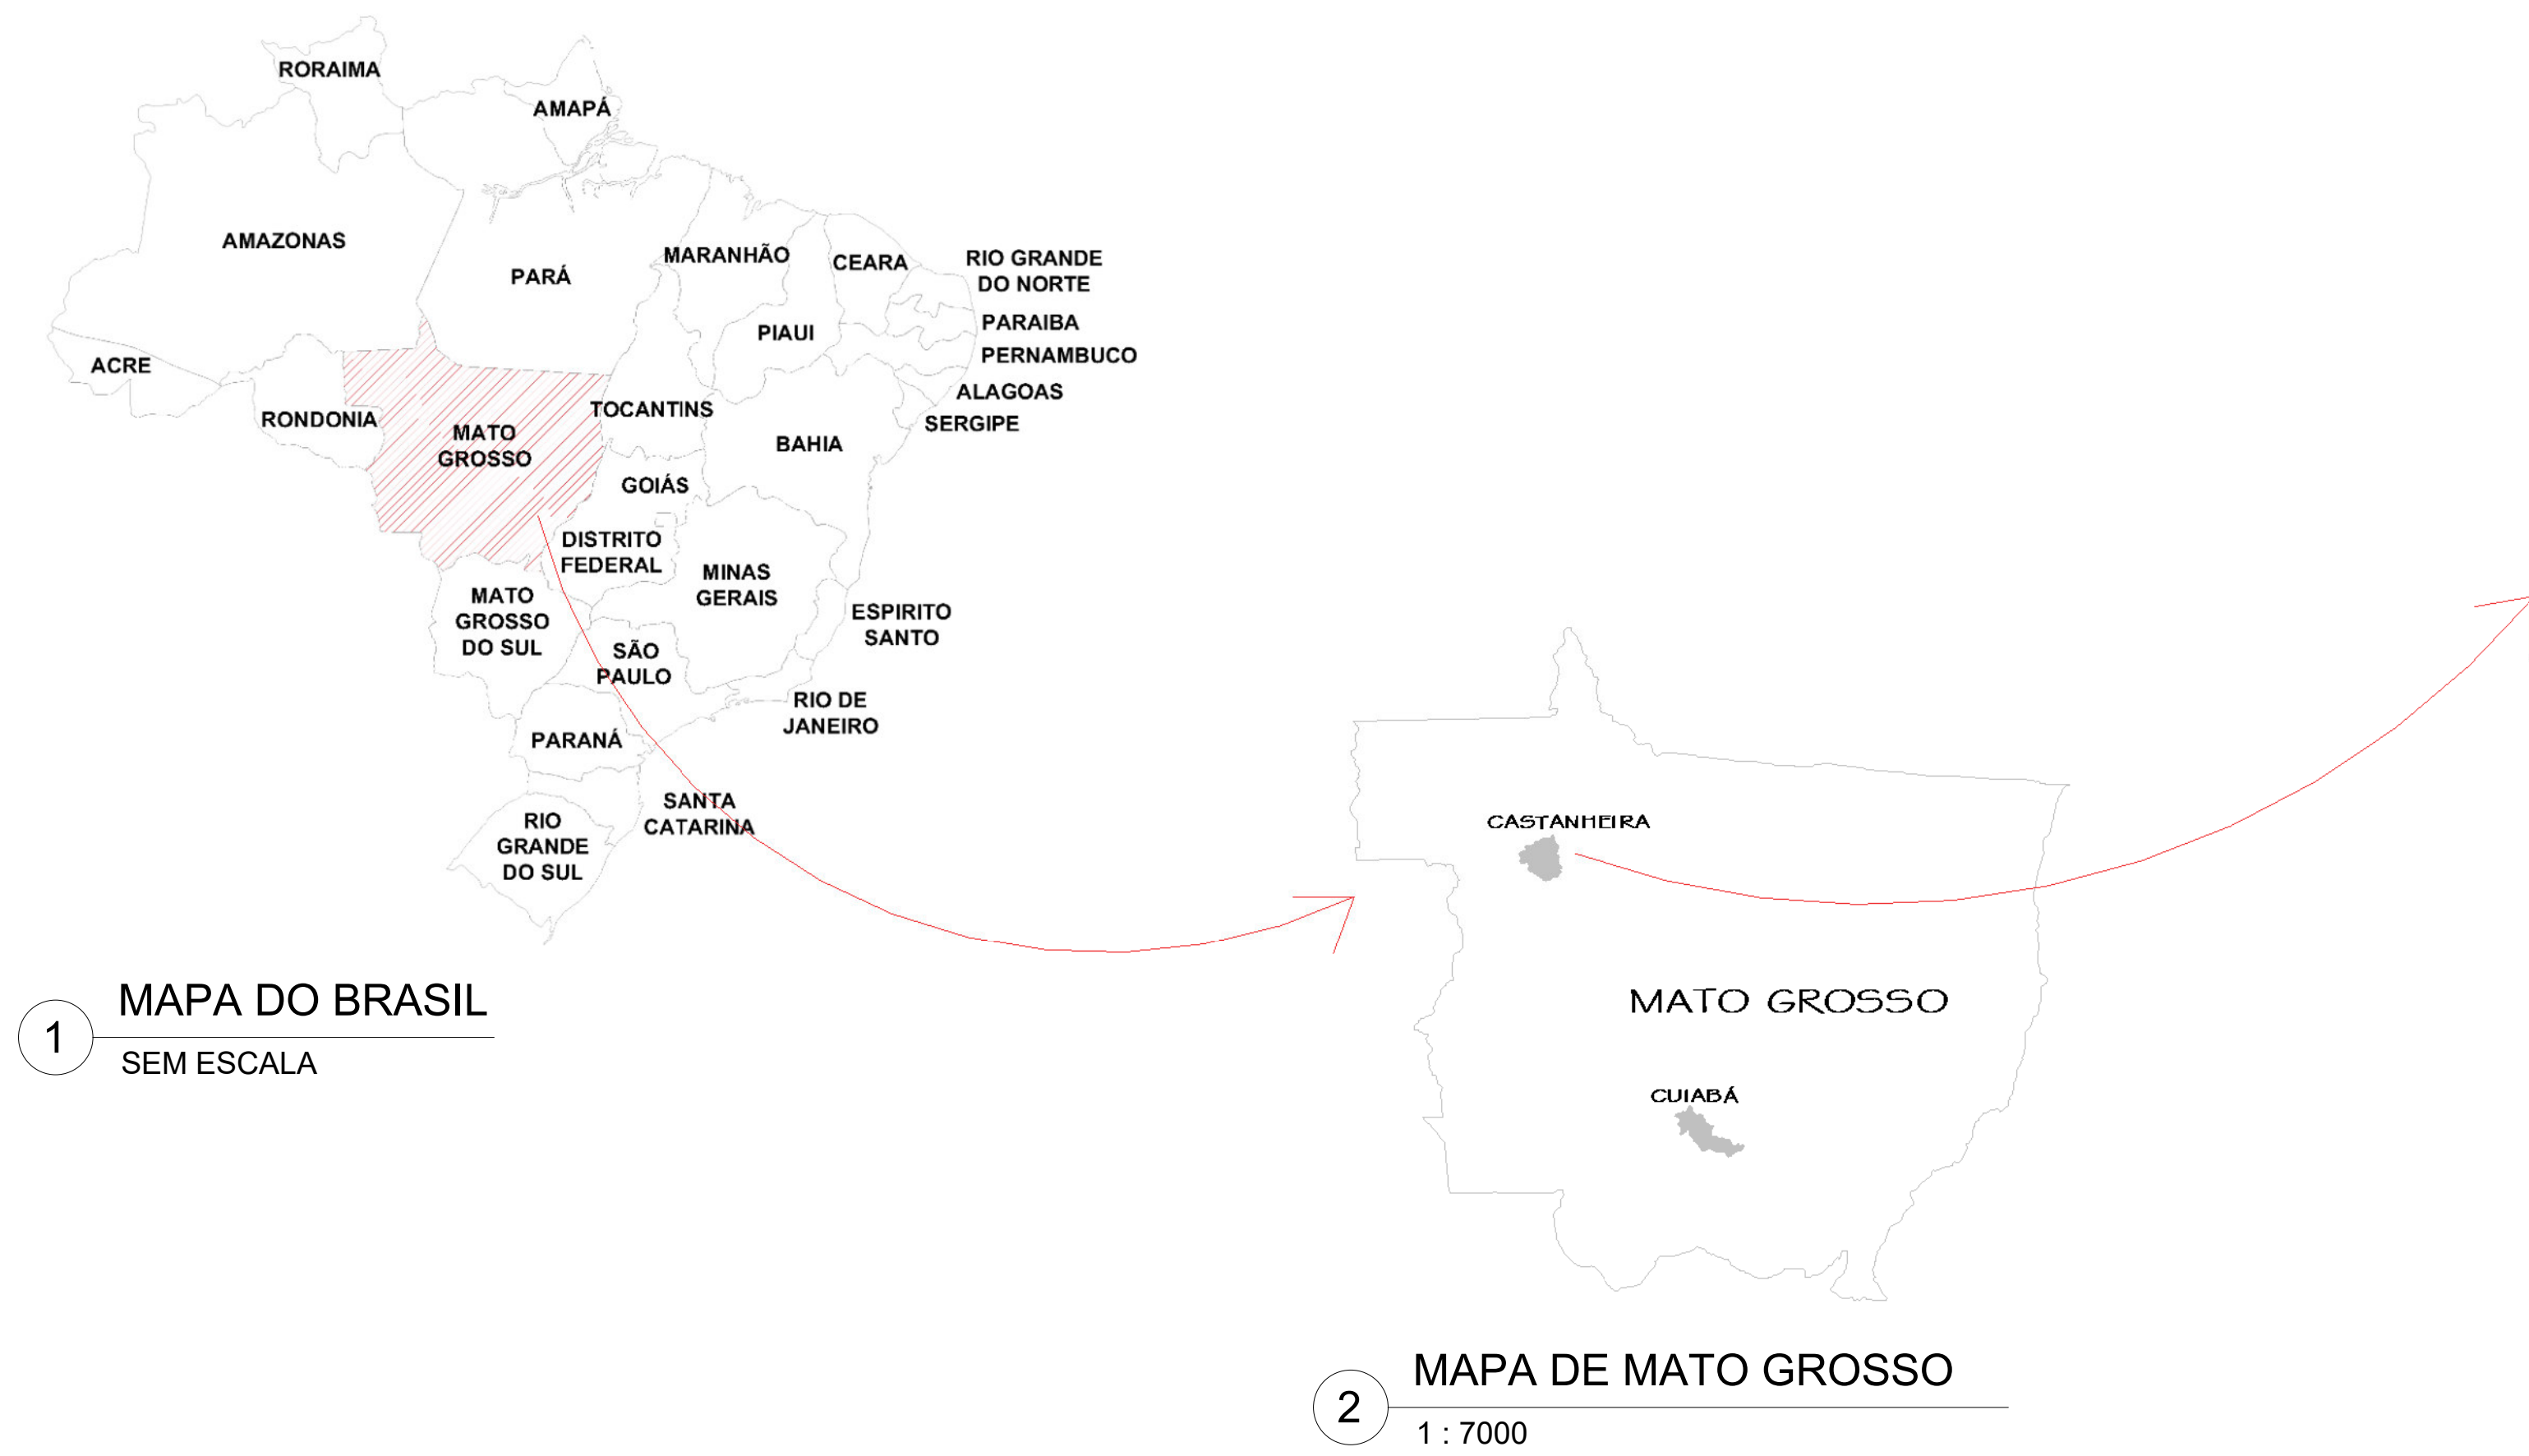 RORAIMA
AMAPÁ
AMAZONAS
PARÁ
MARANHÃO
CEARA
RIO GRANDE
DO NORTE
PARAIBA
PIAUI
PERNAMBUCO
ACRE
ALAGOAS
RONDONIA
TOCANTINS
SERGIPE
MATO
GROSSO
BAHIA
GOIÁS
DISTRITO
FEDERAL
MINAS
GERAIS
MATO
GROSSO
DO SUL
ESPIRITO
SANTO
SÃO
PAULO
RIO DE
JANEIRO
PARANÁ
SANTA
CATARINA
RIO
GRANDE
DO SUL
1
MAPA DO BRASIL
SEM ESCALA
CASTANHEIRA
MATO GROSSO
CUIABÁ
2
MAPA DE MATO GROSSO
1 : 7000